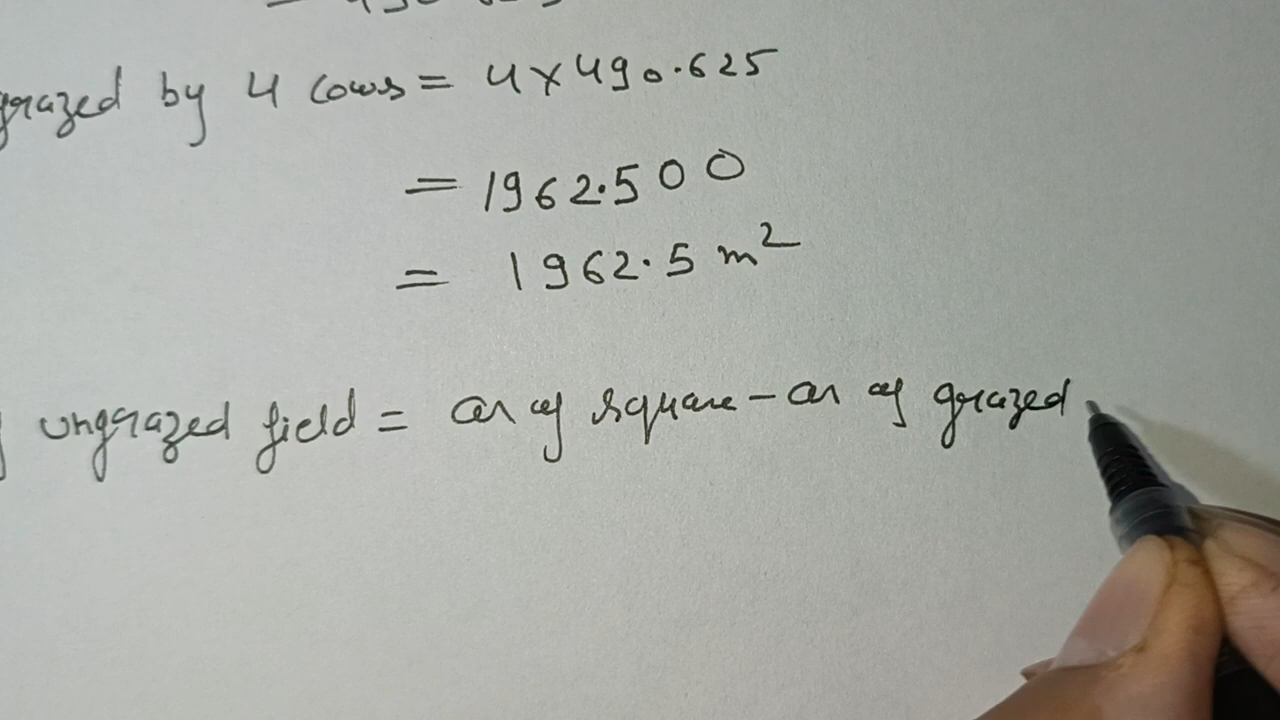 grazed by 4 cows = 4×490.625
= 1962.500
= 1962.5 m²
ungrazed field = ar of square - ar of grazed